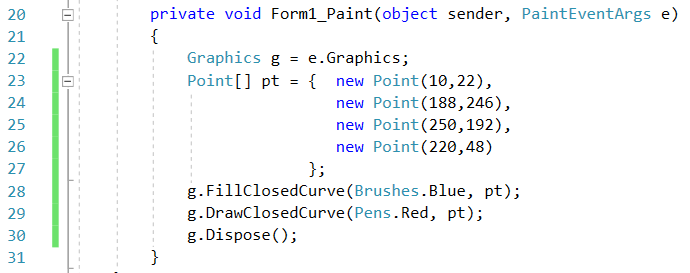 20 private void Form1_Paint(object sender, PaintEventArgs e)
21 {
22 Graphics g = e.Graphics;
23 Point[] pt = { new Point(10,22),
24 new Point(188,246),
25 new Point(250,192),
26 new Point(220,48)
27 };
28 g.FillClosedCurve(Brushes.Blue, pt);
29 g.DrawClosedCurve(Pens.Red, pt);
30 g.Dispose();
31 }